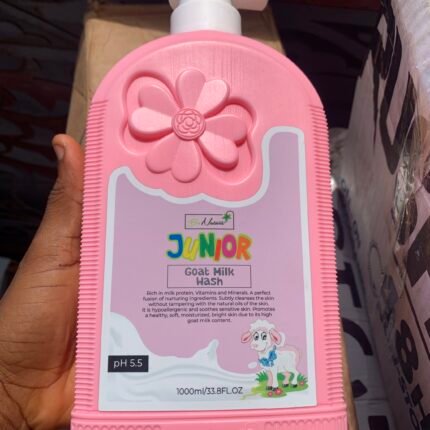 JUNIOR
Goat Milk
Wash
Rich in milk protein, Vitamins and Minerals. A perfect
fusion of nurturing ingredients. Subtly cleanses the skin
without tampering with the natural oils of the skin.
It is hypoallergenic and soothes sensitive skin. Promotes
a healthy, soft, moisturized, bright skin due to its high
goat milk content.
pH 5.5
1000ml/33.8FL.OZ